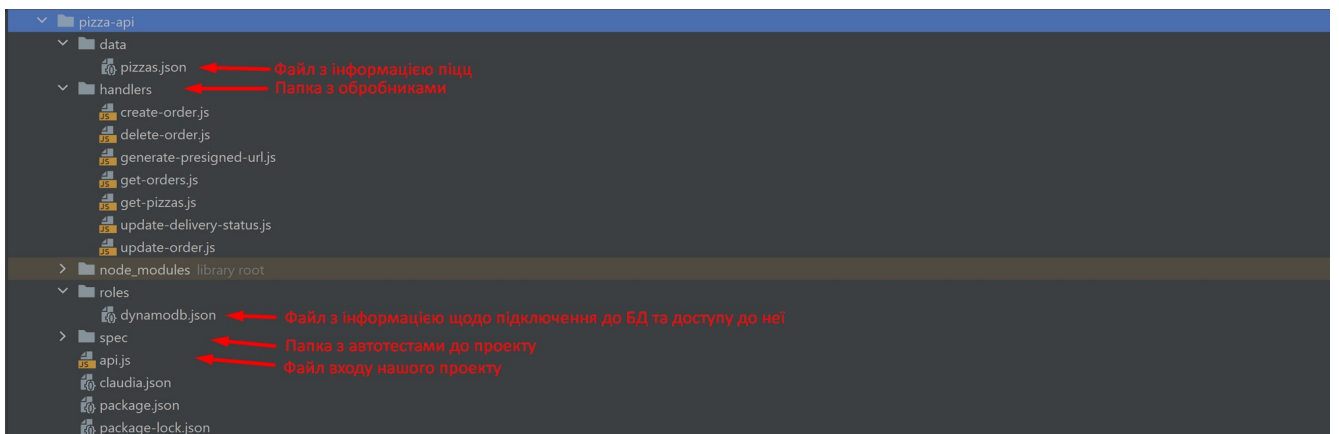 pizza-api
data
pizzas.json Файл з інформацією піцц
handlers Папка з обробниками
create-order.js
delete-order.js
generate-presigned-url.js
get-orders.js
get-pizzas.js
update-delivery-status.js
update-order.js
node_modules library root
roles
dynamodb.json Файл з інформацією щодо підключення до БД та доступу до неї
spec Папка з автотестами до проекту
api.js Файл входу нашого проекту
claudia.json
package.json
package-lock.json